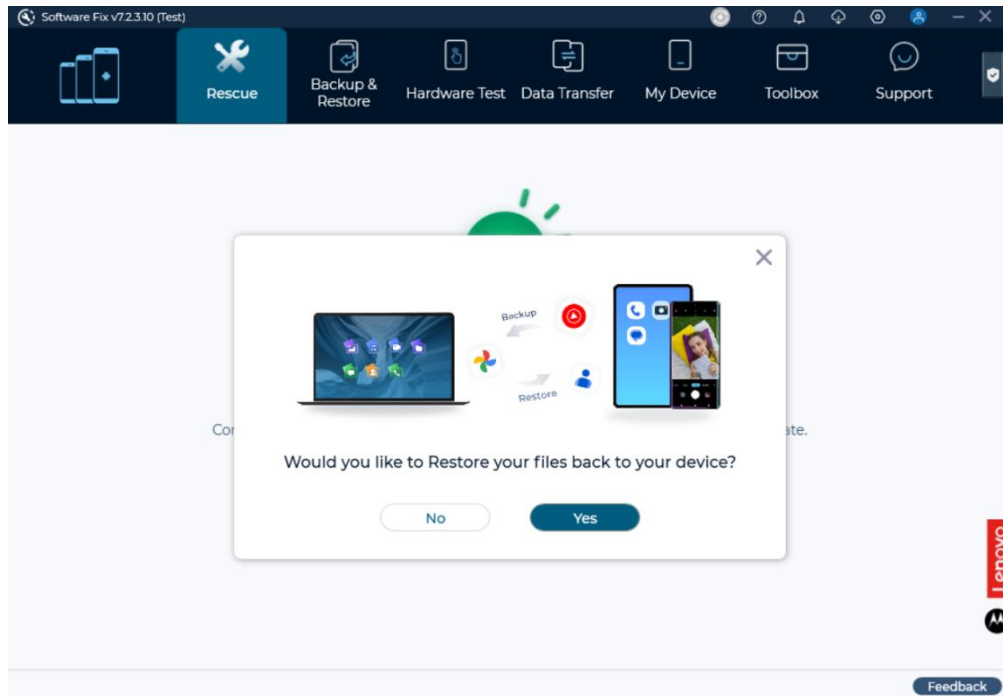 Software Fix v7.2.3.10 (Test)
Rescue
Backup &
Restore
Hardware Test
Data Transfer
My Device
Toolbox
Support
Backup
Restore
Would you like to Restore your files back to your device?
No
Yes
Lenovo
Feedback